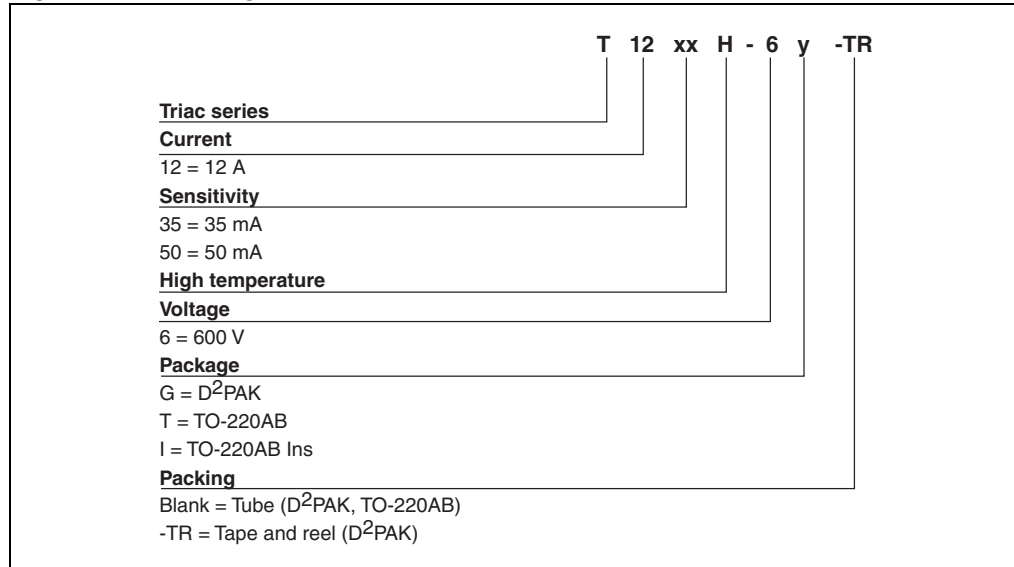 T 12 xx H - 6 y -TR
Triac series
Current
12 = 12 A
Sensitivity
35 = 35 mA
50 = 50 mA
High temperature
Voltage
6 = 600 V
Package
G = D2PAK
T = TO-220AB
I = TO-220AB Ins
Packing
Blank = Tube (D2PAK, TO-220AB)
-TR = Tape and reel (D2PAK)